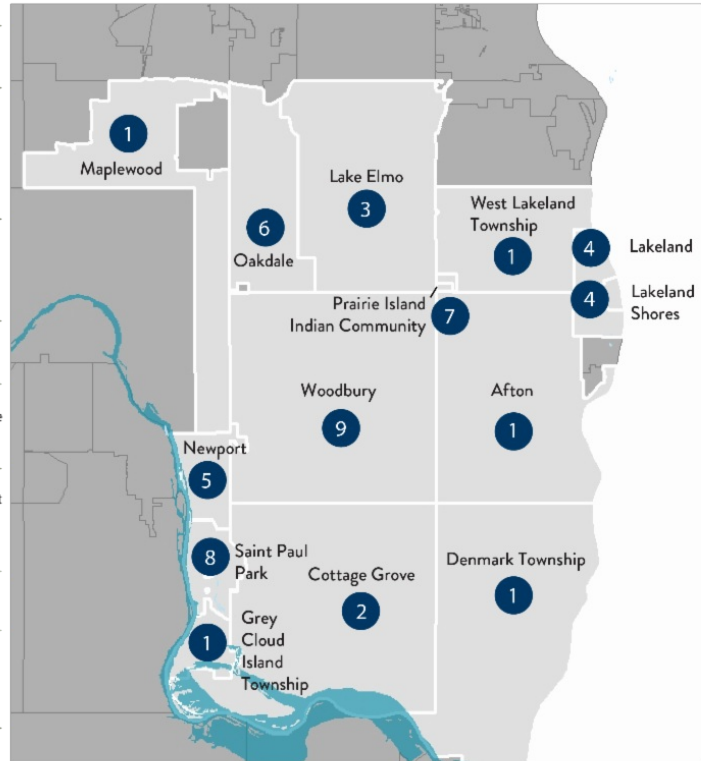 1
Maplewood
Lake Elmo
3
6
Oakdale
West Lakeland
Township
1
4
Lakeland
4
Lakeland
Shores
Prairie Island
Indian Community
7
Woodbury
9
Afton
1
Newport
5
8
Saint Paul
Park
Cottage Grove
2
Denmark Township
1
1
Grey
Cloud
Island
Township